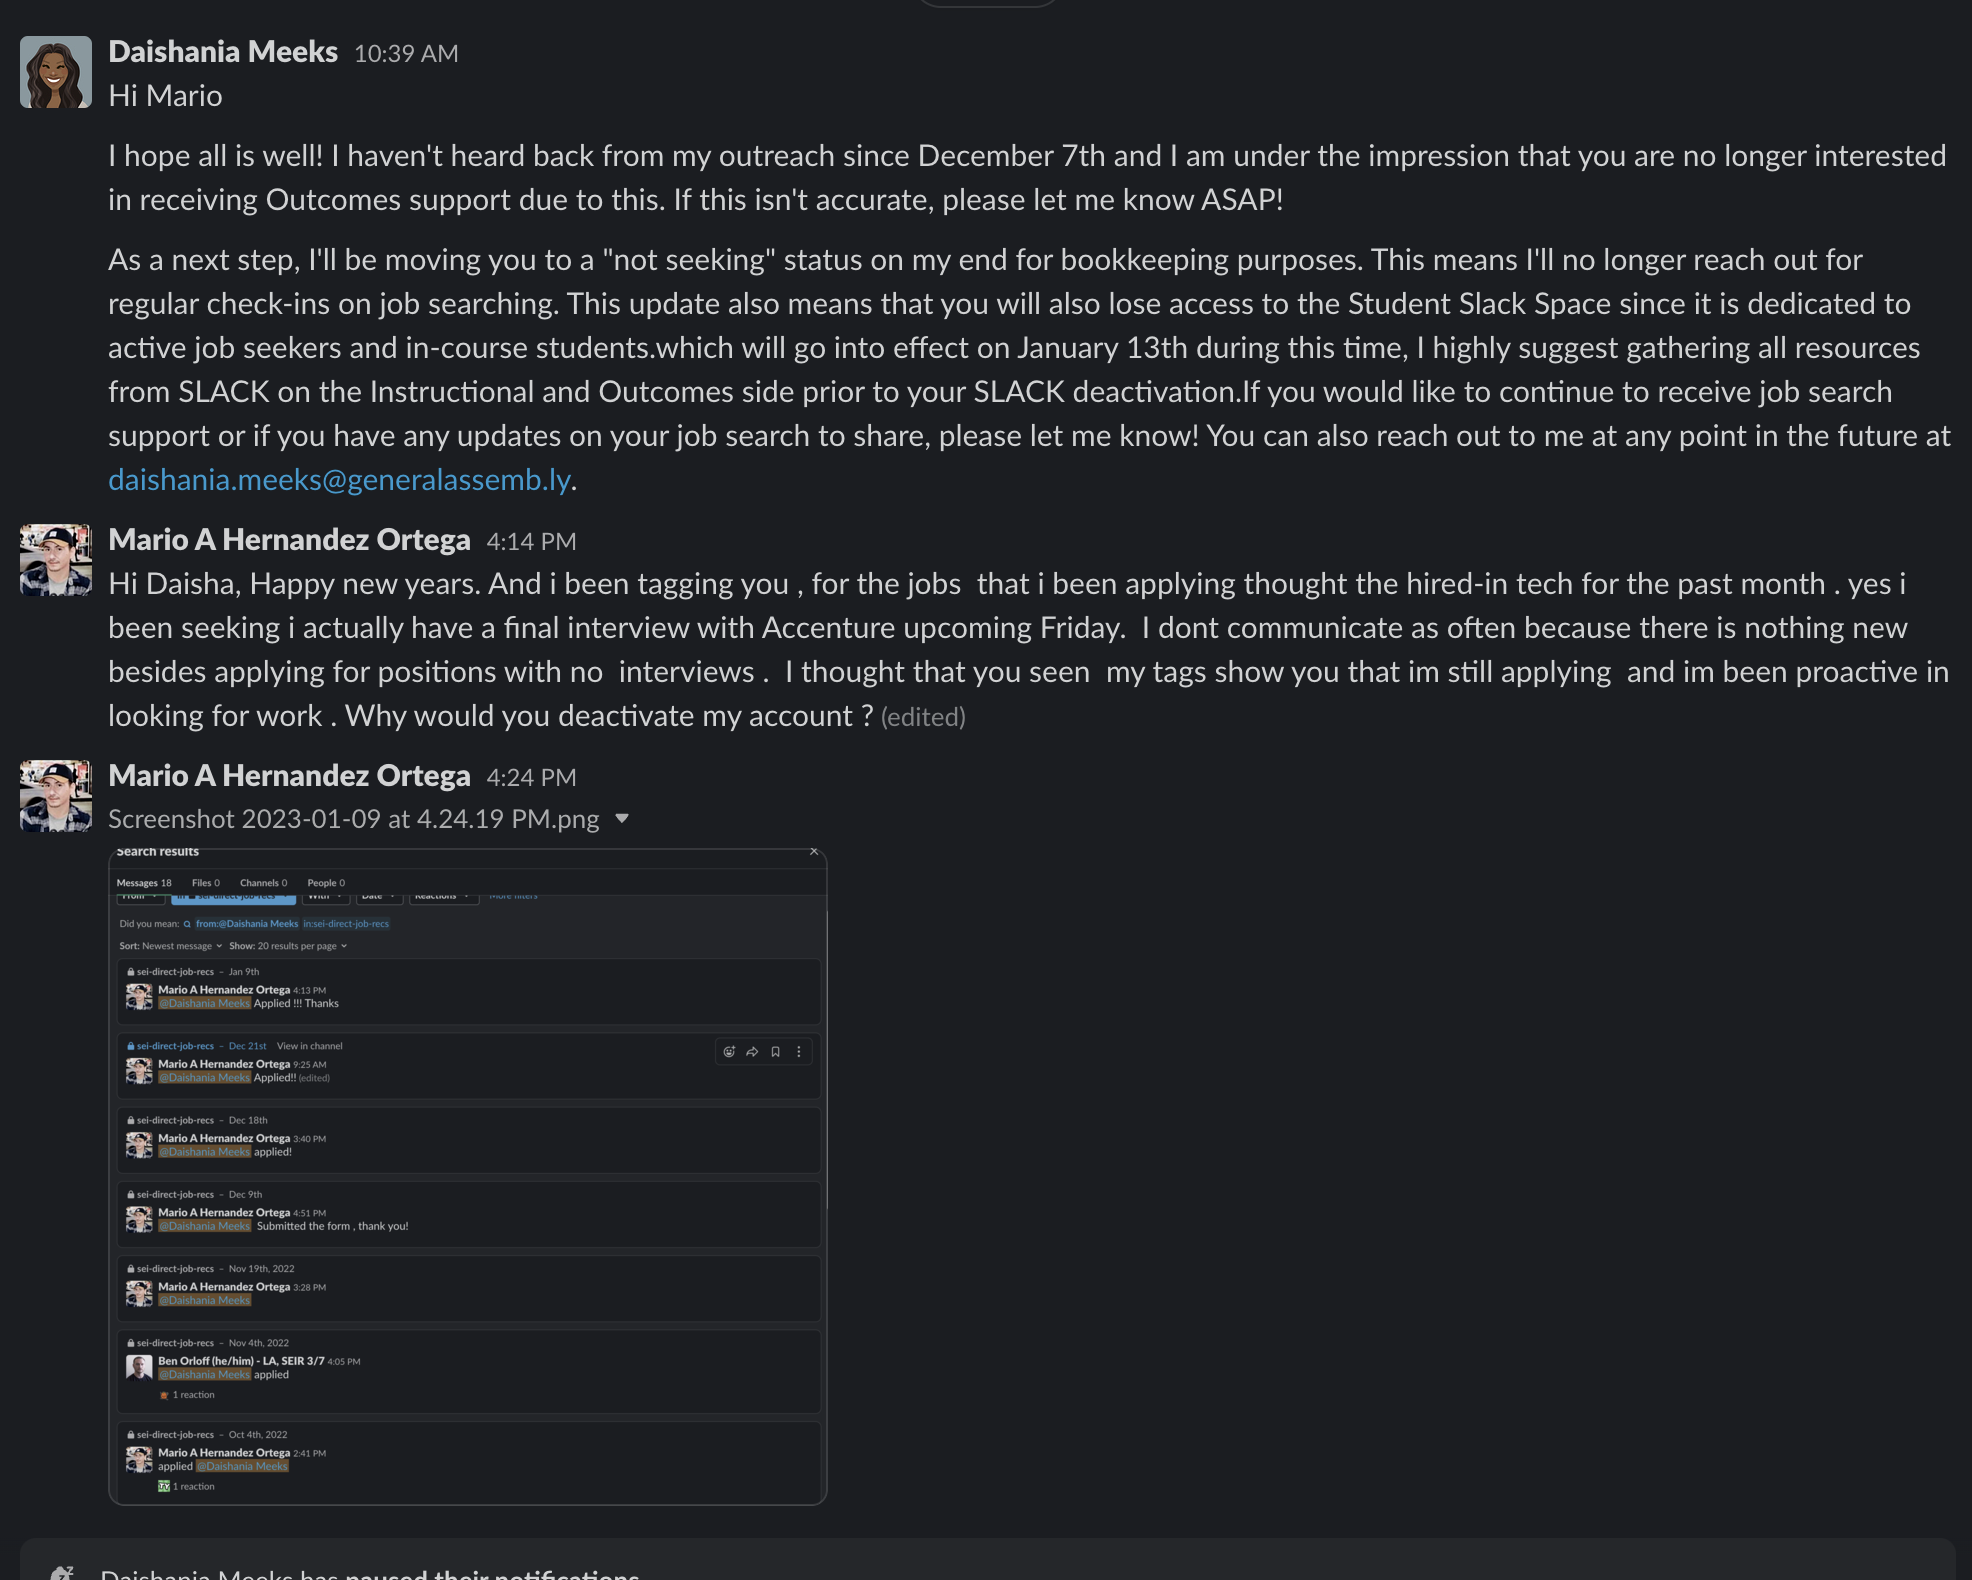 Daishania Meeks 10:39 AM
Hi Mario
I hope all is well! I haven't heard back from my outreach since December 7th and I am under the impression that you are no longer interested
in receiving Outcomes support due to this. If this isn't accurate, please let me know ASAP!
As a next step, I'll be moving you to a "not seeking" status on my end for bookkeeping purposes. This means I'll no longer reach out for
regular check-ins on job searching. This update also means that you will also lose access to the Student Slack Space since it is dedicated to
active job seekers and in-course students.which will go into effect on January 13th during this time, I highly suggest gathering all resources
from SLACK on the Instructional and Outcomes side prior to your SLACK deactivation.If you would like to continue to receive job search
support or if you have any updates on your job search to share, please let me know! You can also reach out to me at any point in the future at
daishania.meeks@generalassemb.ly.
Mario A Hernandez Ortega 4:14 PM
Hi Daisha, Happy new years. And i been tagging you , for the jobs  that i been applying thought the hired-in tech for the past month . yes i
been seeking i actually have a final interview with Accenture upcoming Friday.  I dont communicate as often because there is nothing new
besides applying for positions with no  interviews .  I thought that you seen  my tags show you that im still applying  and im been proactive in
looking for work . Why would you deactivate my account ? (edited)
Mario A Hernandez Ortega 4:24 PM
Screenshot 2023-01-09 at 4.24.19 PM.png
Search results
Messages 18 Files 0 Channels 0 People 0
From in sei-direct-job-recs With Date Reactions More filters
Did you mean: from:@Daishania Meeks in:sei-direct-job-recs
Sort: Newest message Show: 20 results per page
sei-direct-job-recs – Jan 9th
Mario A Hernandez Ortega 4:13 PM
@Daishania Meeks Applied !!! Thanks
sei-direct-job-recs – Dec 21st View in channel
Mario A Hernandez Ortega 9:25 AM
@Daishania Meeks Applied!! (edited)
sei-direct-job-recs – Dec 18th
Mario A Hernandez Ortega 3:40 PM
@Daishania Meeks applied!
sei-direct-job-recs – Dec 9th
Mario A Hernandez Ortega 4:51 PM
@Daishania Meeks  Submitted the form , thank you!
sei-direct-job-recs – Nov 19th, 2022
Mario A Hernandez Ortega 3:28 PM
@Daishania Meeks
sei-direct-job-recs – Nov 4th, 2022
Ben Orloff (he/him) - LA, SEIR 3/7 4:05 PM
@Daishania Meeks applied
1 reaction
sei-direct-job-recs – Oct 4th, 2022
Mario A Hernandez Ortega 2:41 PM
applied @Daishania Meeks
1 reaction
Daishania Meeks has paused their notifications